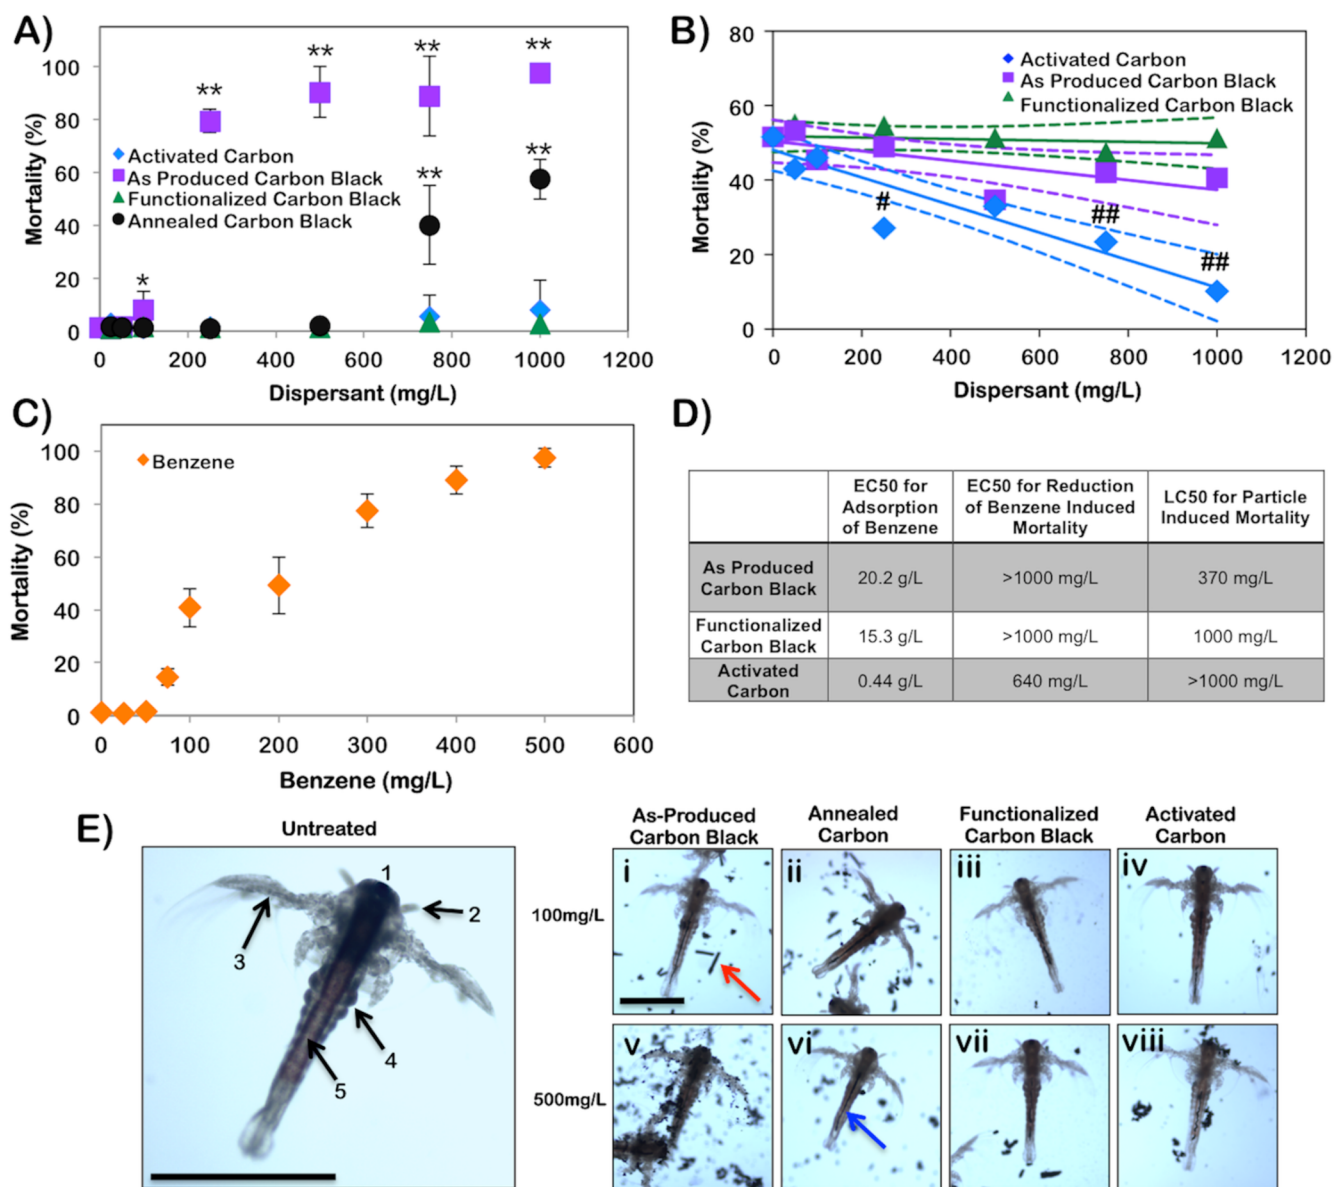 A)
Mortality (%)
100
80
60
40
20
0
** ** ** **
** **
*
Activated Carbon
As Produced Carbon Black
Functionalized Carbon Black
Annealed Carbon Black
0 200 400 600 800 1000 1200
Dispersant (mg/L)
B)
Mortality (%)
80
60
40
20
0
Activated Carbon
As Produced Carbon Black
Functionalized Carbon Black
# ## ##
0 200 400 600 800 1000 1200
Dispersant (mg/L)
C)
Mortality (%)
100
80
60
40
20
0
Benzene
0 100 200 300 400 500 600
Benzene (mg/L)
D)
EC50 for Adsorption of Benzene
EC50 for Reduction of Benzene Induced Mortality
LC50 for Particle Induced Mortality
As Produced Carbon Black 20.2 g/L >1000 mg/L 370 mg/L
Functionalized Carbon Black 15.3 g/L >1000 mg/L 1000 mg/L
Activated Carbon 0.44 g/L 640 mg/L >1000 mg/L
E)
Untreated
1
2
3
4
5
As-Produced Carbon Black
Annealed Carbon
Functionalized Carbon Black
Activated Carbon
100mg/L
i ii iii iv
500mg/L
v vi vii viii